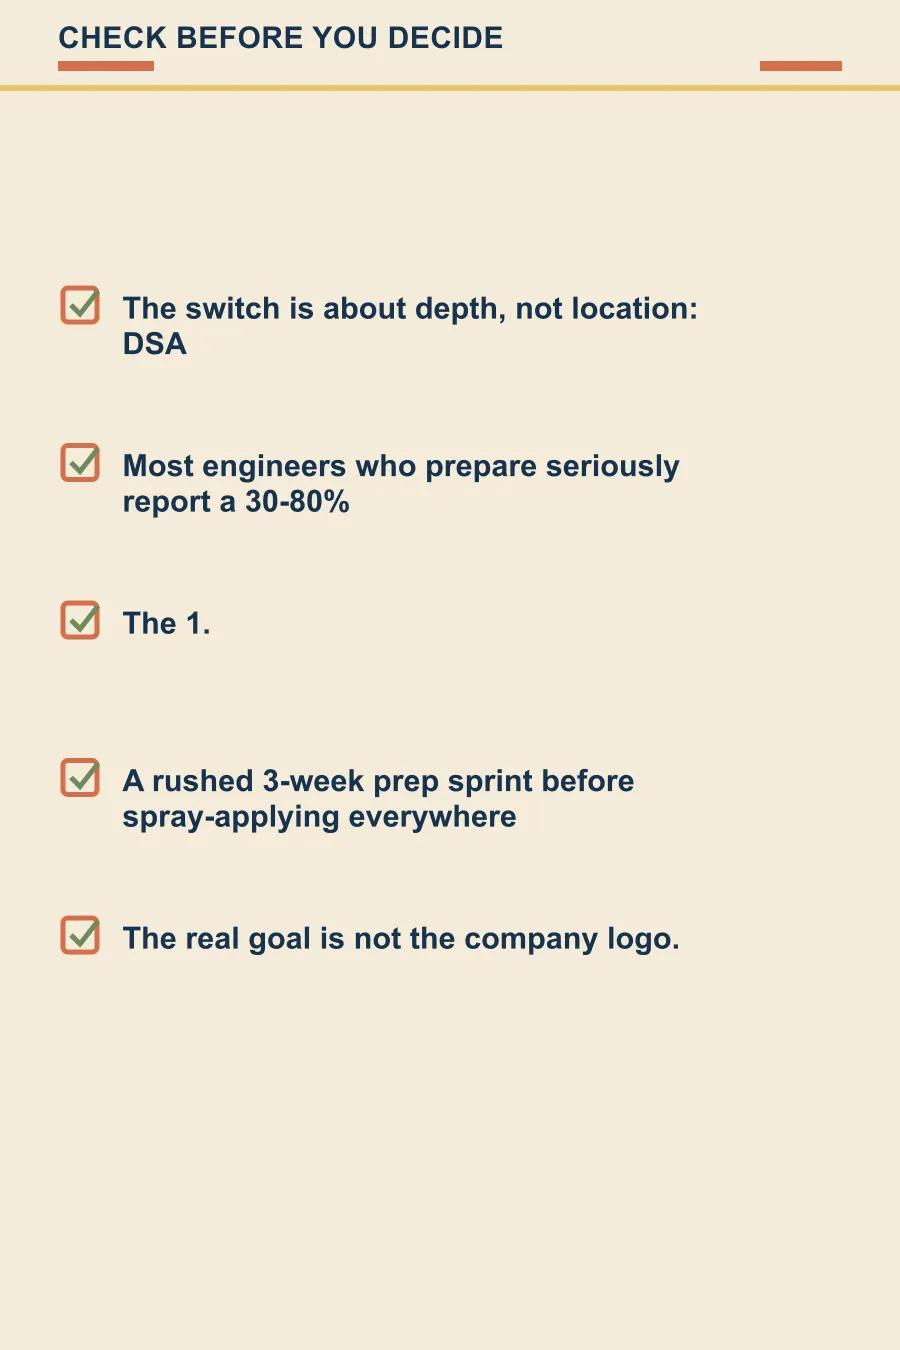 CHECK BEFORE YOU DECIDE
The switch is about depth, not location:
DSA
Most engineers who prepare seriously
report a 30-80%
The 1.
A rushed 3-week prep sprint before
spray-applying everywhere
The real goal is not the company logo.